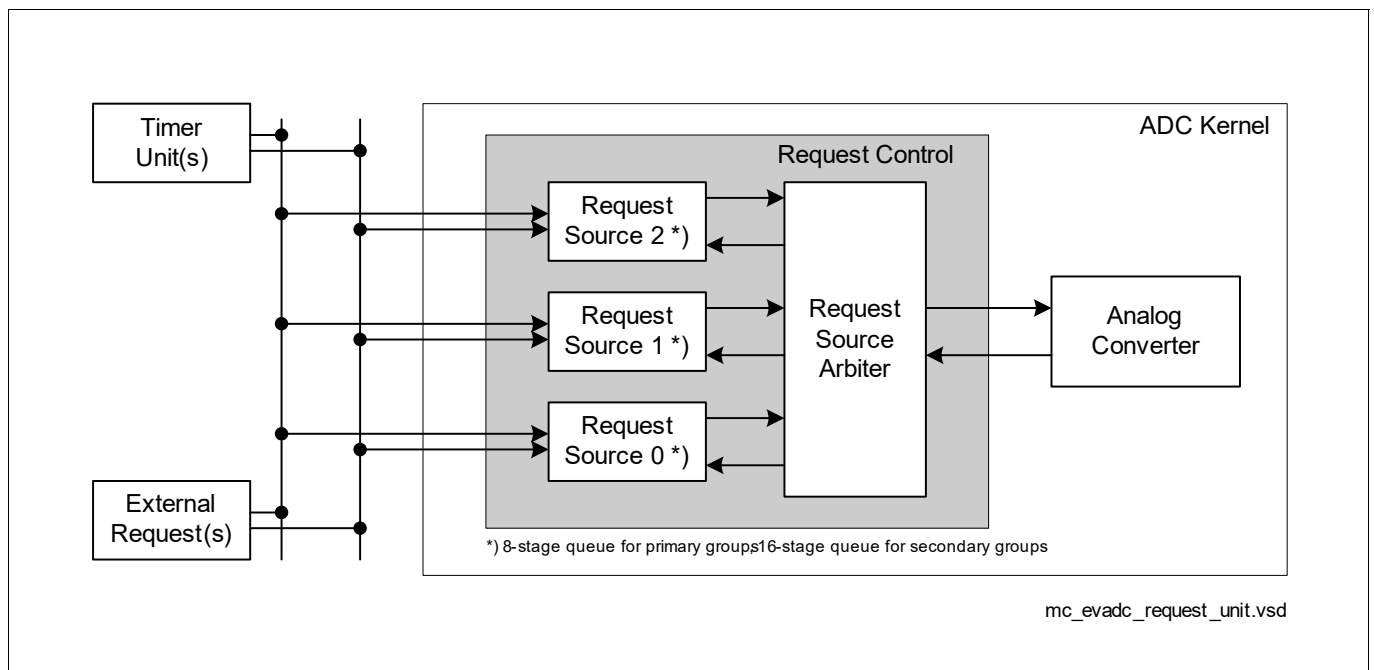 Timer
Unit(s)
ADC Kernel
Request Control
Request
Source 2 *)
Request
Source 1 *)
Request
Source 0 *)
Request
Source
Arbiter
Analog
Converter
External
Request(s)
*) 8-stage queue for primary groups, 16-stage queue for secondary groups
mc_evadc_request_unit.vsd